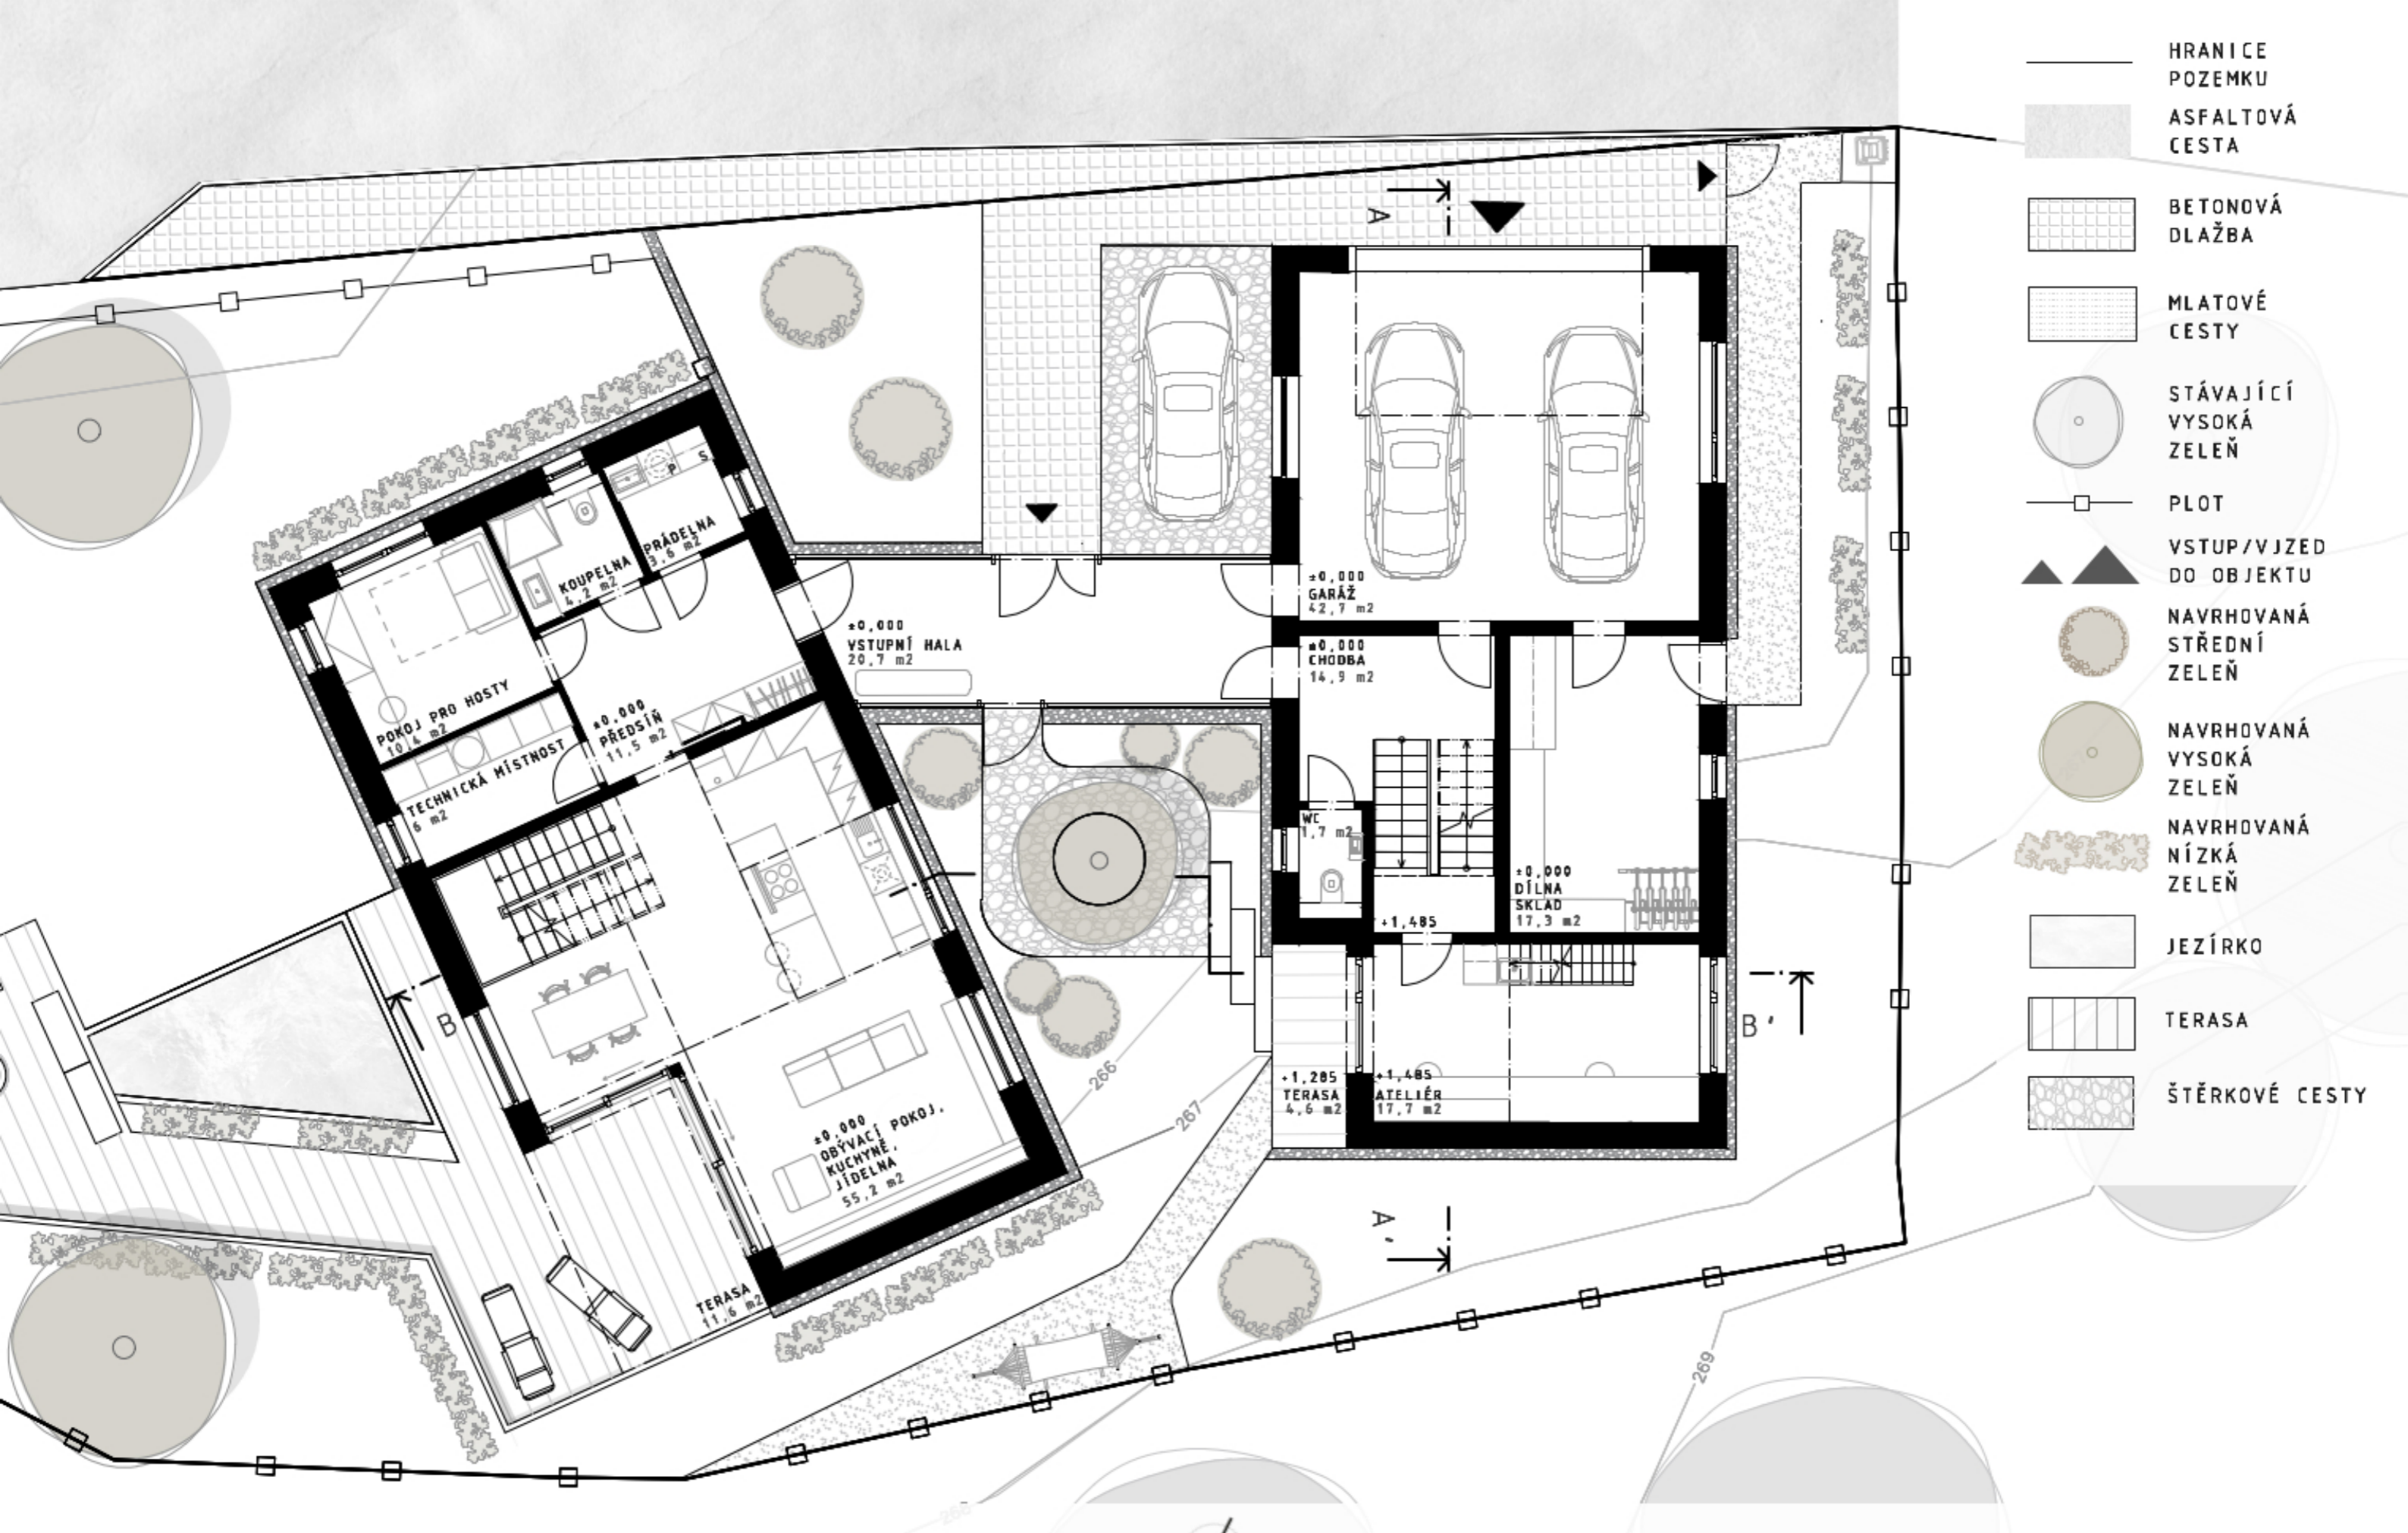 A
P S
PRÁDELNA
3,6 m2
KOUPELNA
4,2 m2
POKOJ PRO HOSTY
10,4 m2
TECHNICKÁ MÍSTNOST
6 m2
±0,000
PŘEDSÍŇ
11,5 m2
±0,000
VSTUPNÍ HALA
20,7 m2
±0,000
GARÁŽ
42,7 m2
±0,000
CHODBA
14,9 m2
WC
1,7 m2
±0,000
DÍLNA
SKLAD
17,3 m2
+1,485
B
B'
+1,285
TERASA
4,6 m2
+1,485
ATELIÉR
17,7 m2
±0,000
OBÝVACÍ POKOJ,
KUCHYNĚ,
JÍDELNA
55,2 m2
TERASA
11,6 m2
A'
266
267
268
269
HRANICE
POZEMKU
ASFALTOVÁ
CESTA
BETONOVÁ
DLAŽBA
MLATOVÉ
CESTY
STÁVAJÍCÍ
VYSOKÁ
ZELEŇ
PLOT
VSTUP/VJZED
DO OBJEKTU
NAVRHOVANÁ
STŘEDNÍ
ZELEŇ
NAVRHOVANÁ
VYSOKÁ
ZELEŇ
NAVRHOVANÁ
NÍZKÁ
ZELEŇ
JEZÍRKO
TERASA
ŠTĚRKOVÉ CESTY